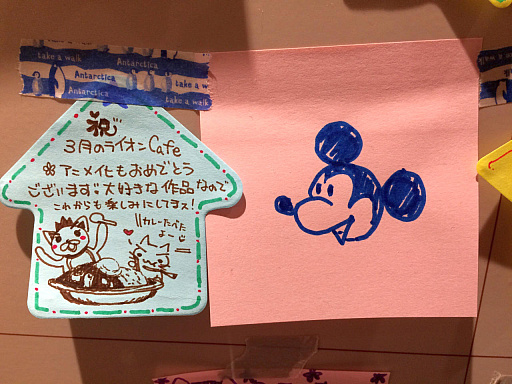 take a walk
Antarctica
take a w
Antarctica
take a w
祝
3月のライオンCafe
アニメ化もおめでとう
ございます 大好きな作品なので
これからも楽しみにしてます!
カレーたべた
よー